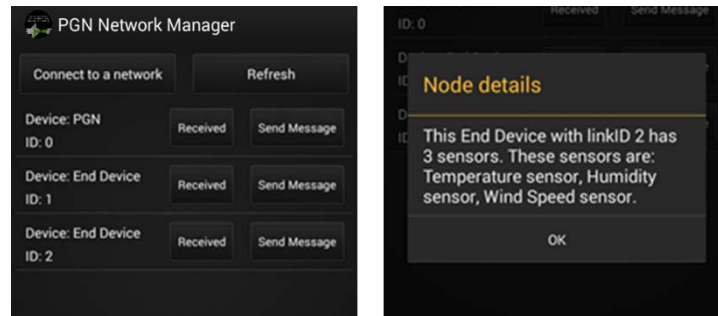 PGN Network Manager
Connect to a network
Refresh
Device: PGN
ID: 0
Received
Send Message
Device: End Device
ID: 1
Received
Send Message
Device: End Device
ID: 2
Received
Send Message
ID: 0
Received
Send Message
Node details
This End Device with linkID 2 has
3 sensors. These sensors are:
Temperature sensor, Humidity
sensor, Wind Speed sensor.
OK